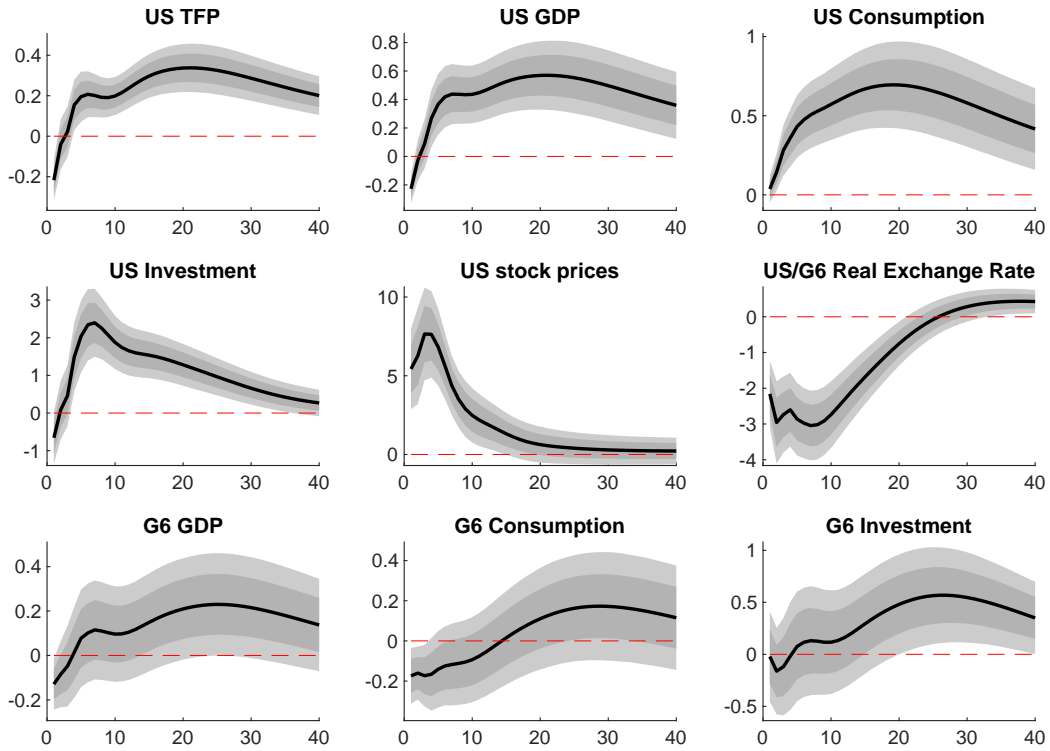 US TFP
0.4
0.2
0
-0.2
0 10 20 30 40
US GDP
0.8
0.6
0.4
0.2
0
-0.2
0 10 20 30 40
US Consumption
1
0.5
0
0 10 20 30 40
US Investment
3
2
1
0
-1
0 10 20 30 40
US stock prices
10
5
0
0 10 20 30 40
US/G6 Real Exchange Rate
0
-1
-2
-3
-4
0 10 20 30 40
G6 GDP
0.4
0.2
0
-0.2
0 10 20 30 40
G6 Consumption
0.4
0.2
0
-0.2
0 10 20 30 40
G6 Investment
1
0.5
0
-0.5
0 10 20 30 40